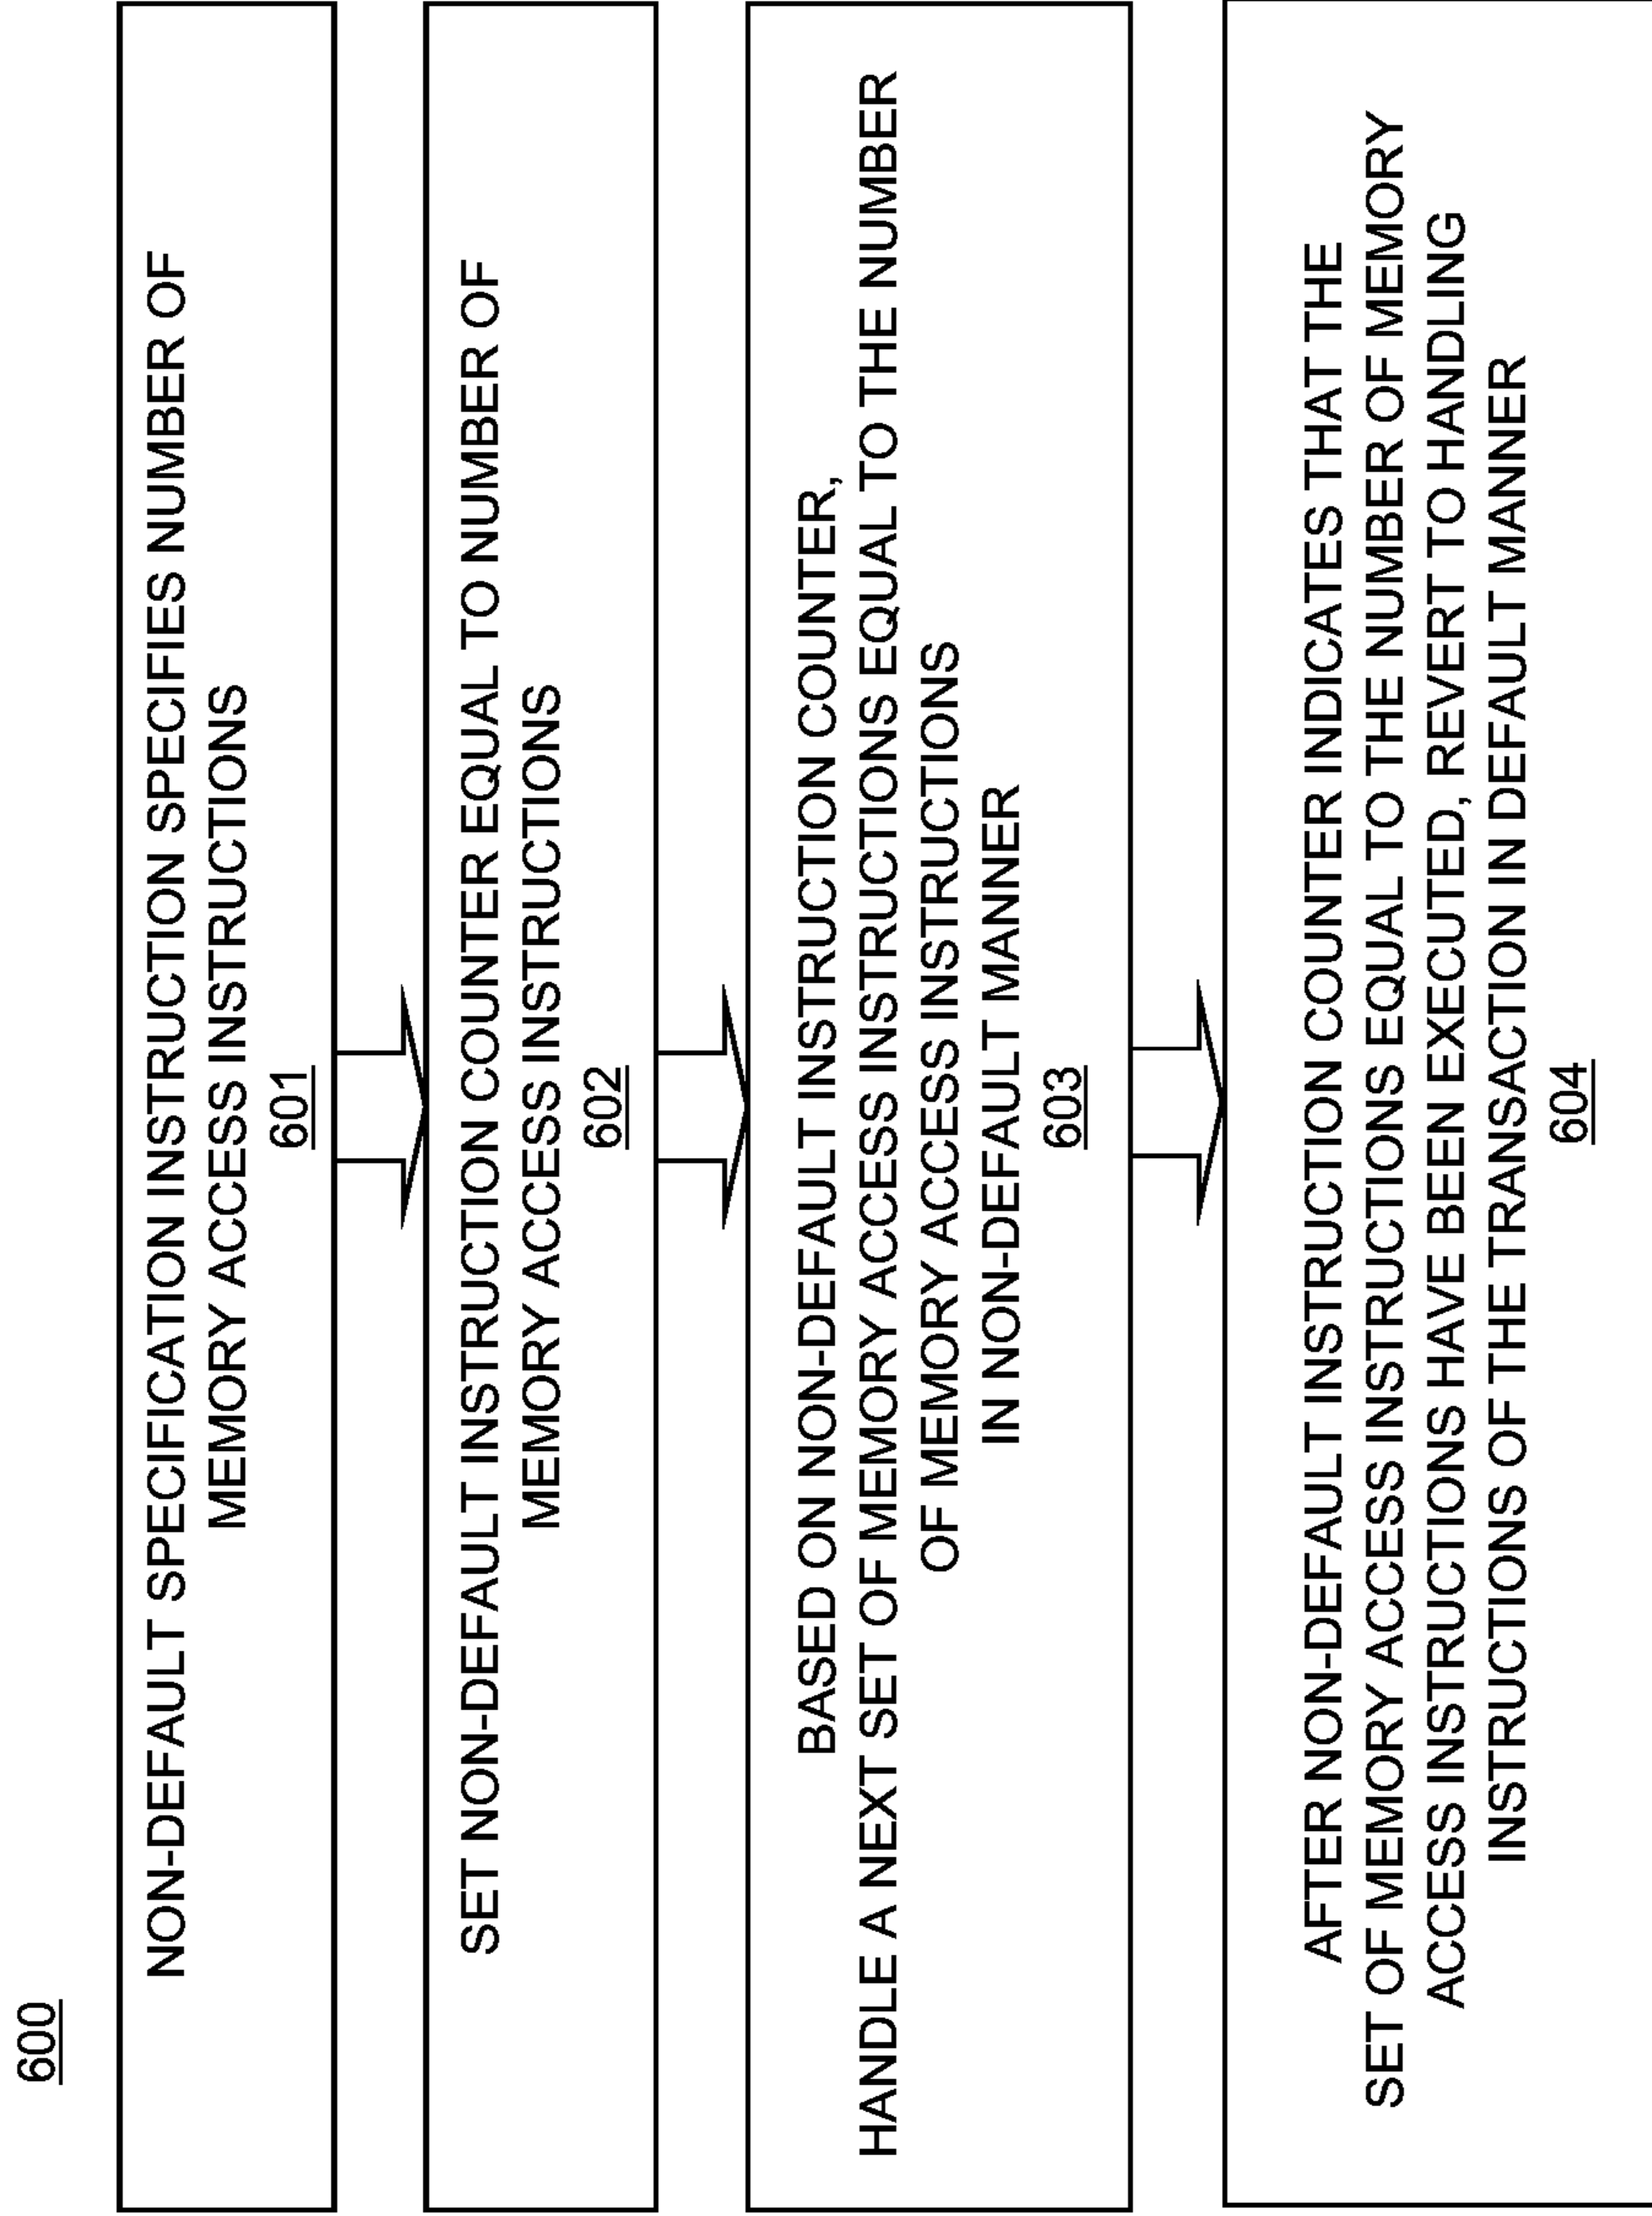 600
NON-DEFAULT SPECIFICATION INSTRUCTION SPECIFIES NUMBER OF
MEMORY ACCESS INSTRUCTIONS
601
SET NON-DEFAULT INSTRUCTION COUNTER EQUAL TO NUMBER OF
MEMORY ACCESS INSTRUCTIONS
602
BASED ON NON-DEFAULT INSTRUCTION COUNTER,
HANDLE A NEXT SET OF MEMORY ACCESS INSTRUCTIONS EQUAL TO THE NUMBER
OF MEMORY ACCESS INSTRUCTIONS
IN NON-DEFAULT MANNER
603
AFTER NON-DEFAULT INSTRUCTION COUNTER INDICATES THAT THE
SET OF MEMORY ACCESS INSTRUCTIONS EQUAL TO THE NUMBER OF MEMORY
ACCESS INSTRUCTIONS HAVE BEEN EXECUTED, REVERT TO HANDLING
INSTRUCTIONS OF THE TRANSACTION IN DEFAULT MANNER
604